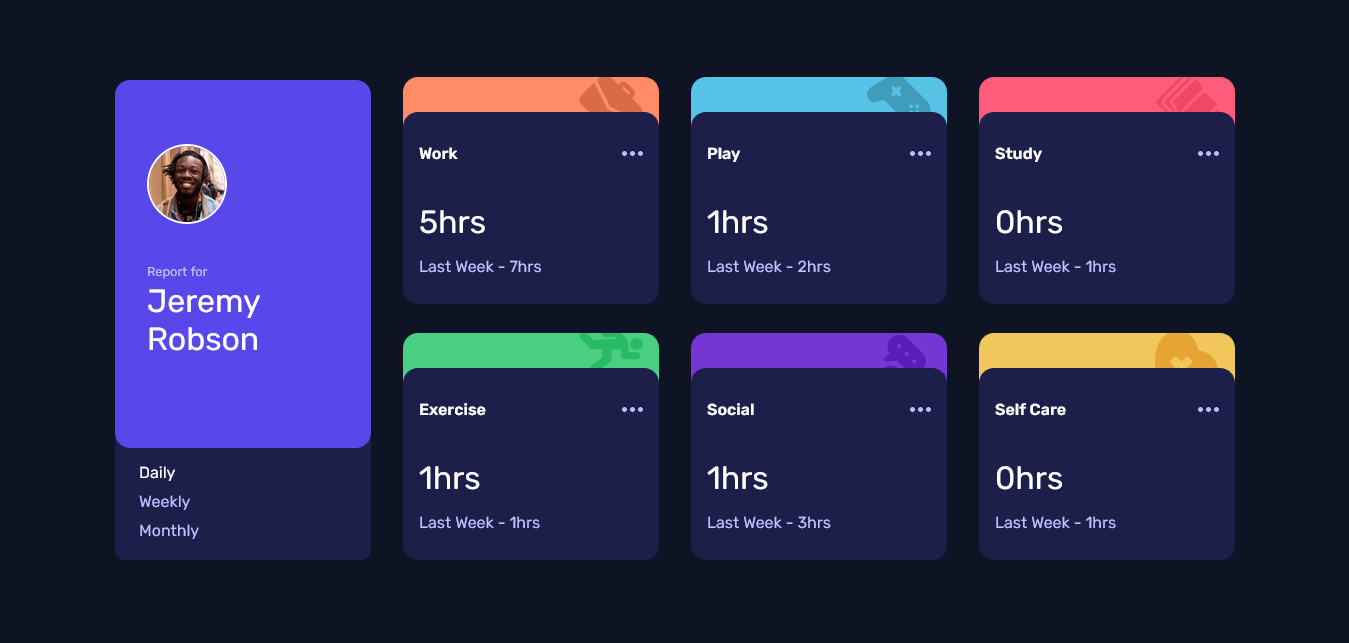 Report for
Jeremy
Robson
Daily
Weekly
Monthly
Work
5hrs
Last Week - 7hrs
Play
1hrs
Last Week - 2hrs
Study
0hrs
Last Week - 1hrs
Exercise
1hrs
Last Week - 1hrs
Social
1hrs
Last Week - 3hrs
Self Care
0hrs
Last Week - 1hrs